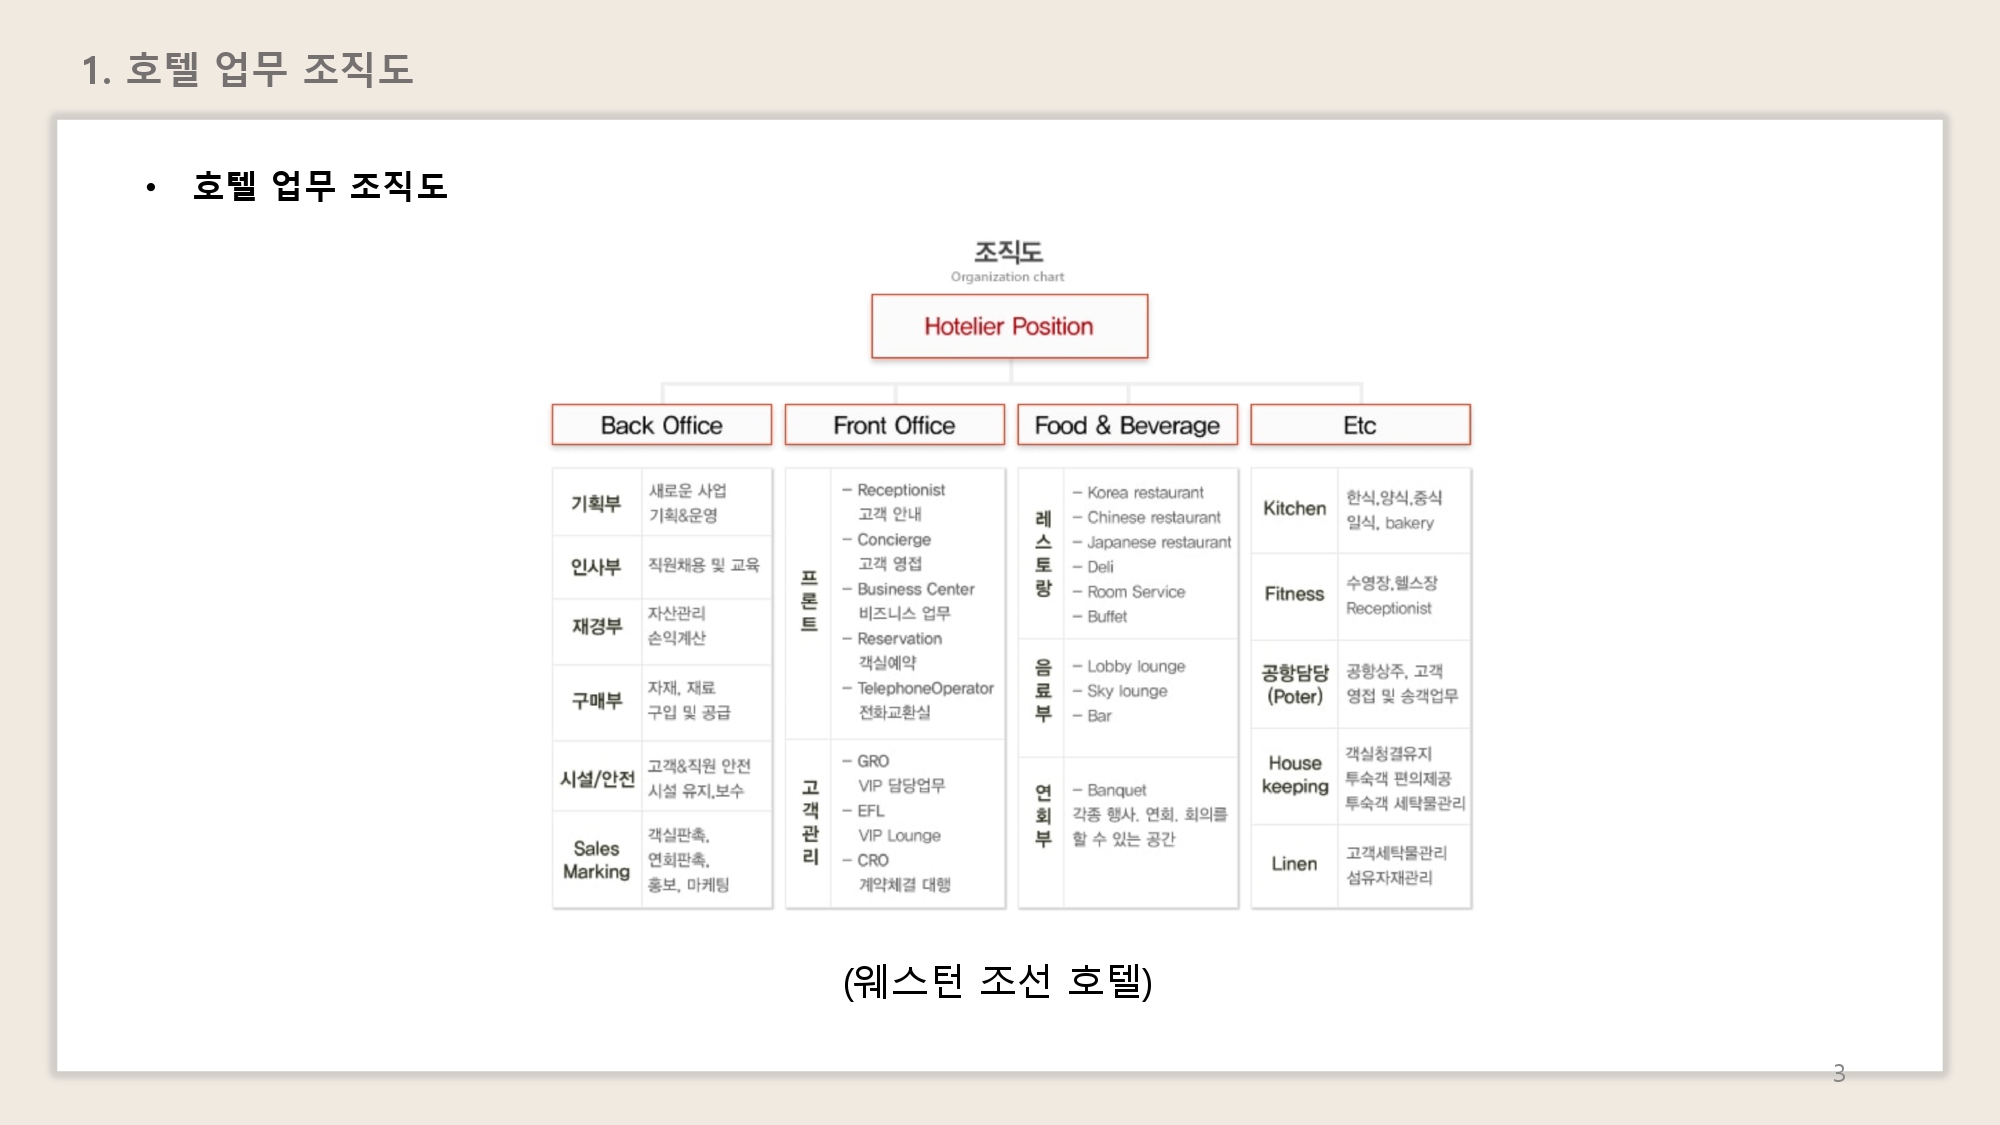 1. 호텔 업무 조직도
• 호텔 업무 조직도
조직도
Organization chart
Hotelier Position
Back Office
기획부
새로운 사업
기획&운영
인사부
직원채용 및 교육
재경부
자산관리
손익계산
구매부
자재, 재료
구입 및 공급
시설/안전
고객&직원 안전
시설 유지,보수
Sales
Marking
객실판촉,
연회판촉,
홍보, 마케팅
Front Office
프론트
– Receptionist
고객 안내
– Concierge
고객 영접
– Business Center
비즈니스 업무
– Reservation
객실예약
– TelephoneOperator
전화교환실
고객관리
– GRO
VIP 담당업무
– EFL
VIP Lounge
– CRO
계약체결 대행
Food & Beverage
레스토랑
– Korea restaurant
– Chinese restaurant
– Japanese restaurant
– Deli
– Room Service
– Buffet
음료부
– Lobby lounge
– Sky lounge
– Bar
연회부
– Banquet
각종 행사, 연회, 회의를
할 수 있는 공간
Etc
Kitchen
한식,양식,중식
일식, bakery
Fitness
수영장,헬스장
Receptionist
공항담당
(Poter)
공항상주, 고객
영접 및 송객업무
House
keeping
객실청결유지
투숙객 편의제공
투숙객 세탁물관리
Linen
고객세탁물관리
섬유자재관리
(웨스턴 조선 호텔)
3